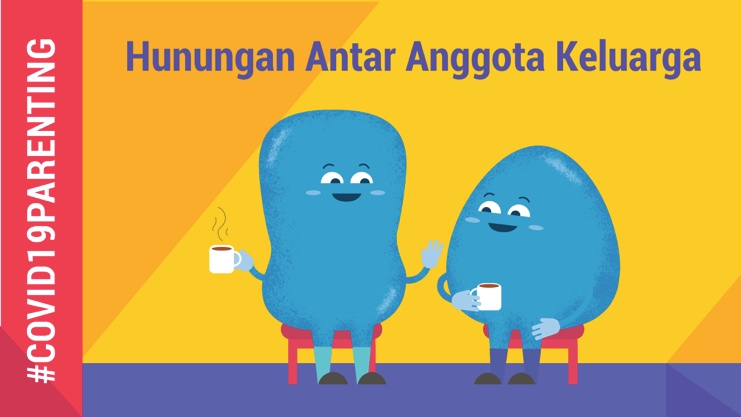 Hunungan Antar Anggota Keluarga
#COVID19PARENTING